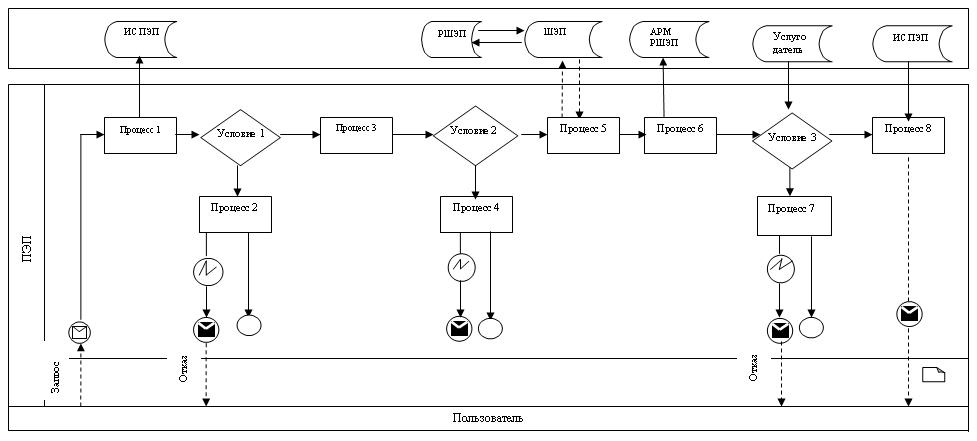 ИС ПЭП
РШЭП
ШЭП
АРМ
РШЭП
Услуго
датель
ИС ПЭП
Процесс 1
Условие 1
Процесс 3
Условие 2
Процесс 5
Процесс 6
Условие 3
Процесс 8
Процесс 2
Процесс 4
Процесс 7
ПЭП
Запрос
Отказ
Отказ
Пользователь